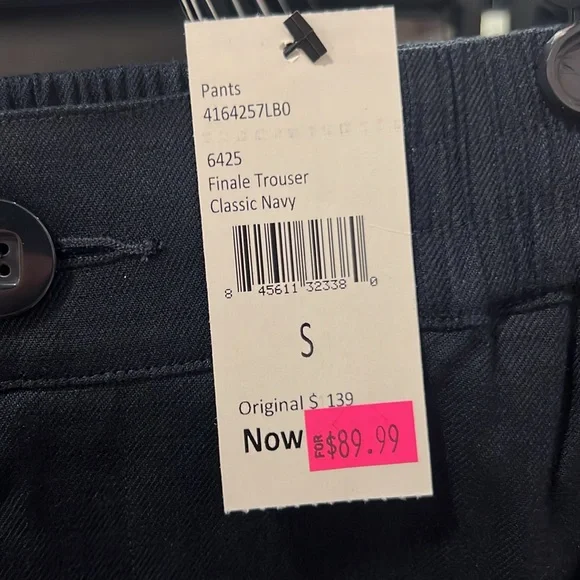 Pants
4164257LB0
6425
Finale Trouser
Classic Navy
8 45611 32338 0
S
Original $ 139
Now FOR $89.99